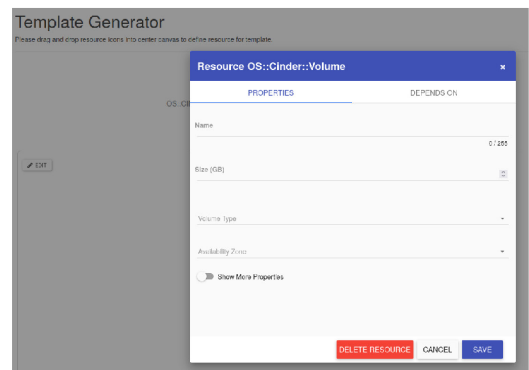 Template Generator
Please drag and drop resource icons into center canvas to define resource for template.
Resource OS::Cinder::Volume
×
PROPERTIES
DEPENDS ON
OS::Ci
Name
0 / 255
EDIT
Size (GB)
Volume Type
Availability Zone
Show More Properties
DELETE RESOURCE
CANCEL
SAVE